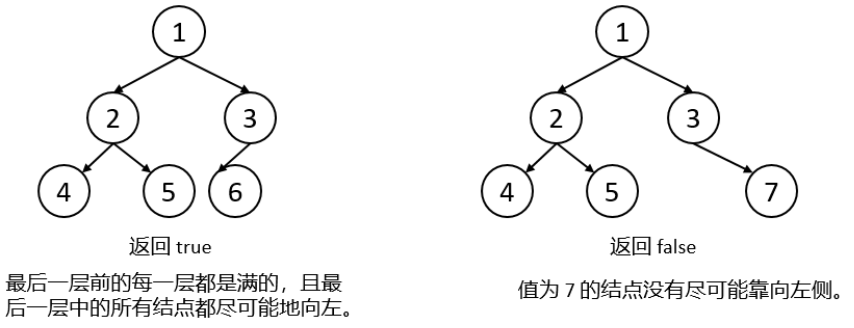 1
2
3
4
5
6
返回 true
最后一层前的每一层都是满的，且最
后一层中的所有结点都尽可能地向左。
1
2
3
4
5
7
返回 false
值为 7 的结点没有尽可能靠向左侧。